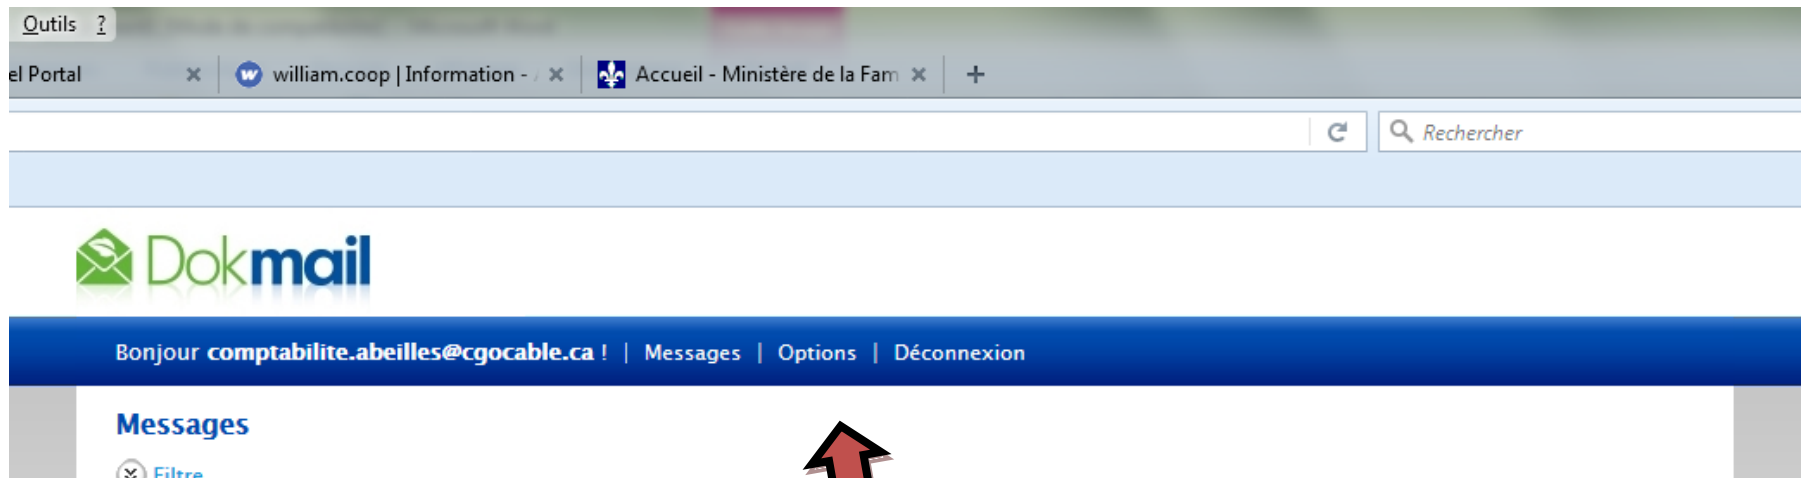 Outils ?
el Portal william.coop | Information - Accueil - Ministère de la Fam
Rechercher
Dokmail
Bonjour comptabilite.abeilles@cgocable.ca ! | Messages | Options | Déconnexion
Messages
Filtre